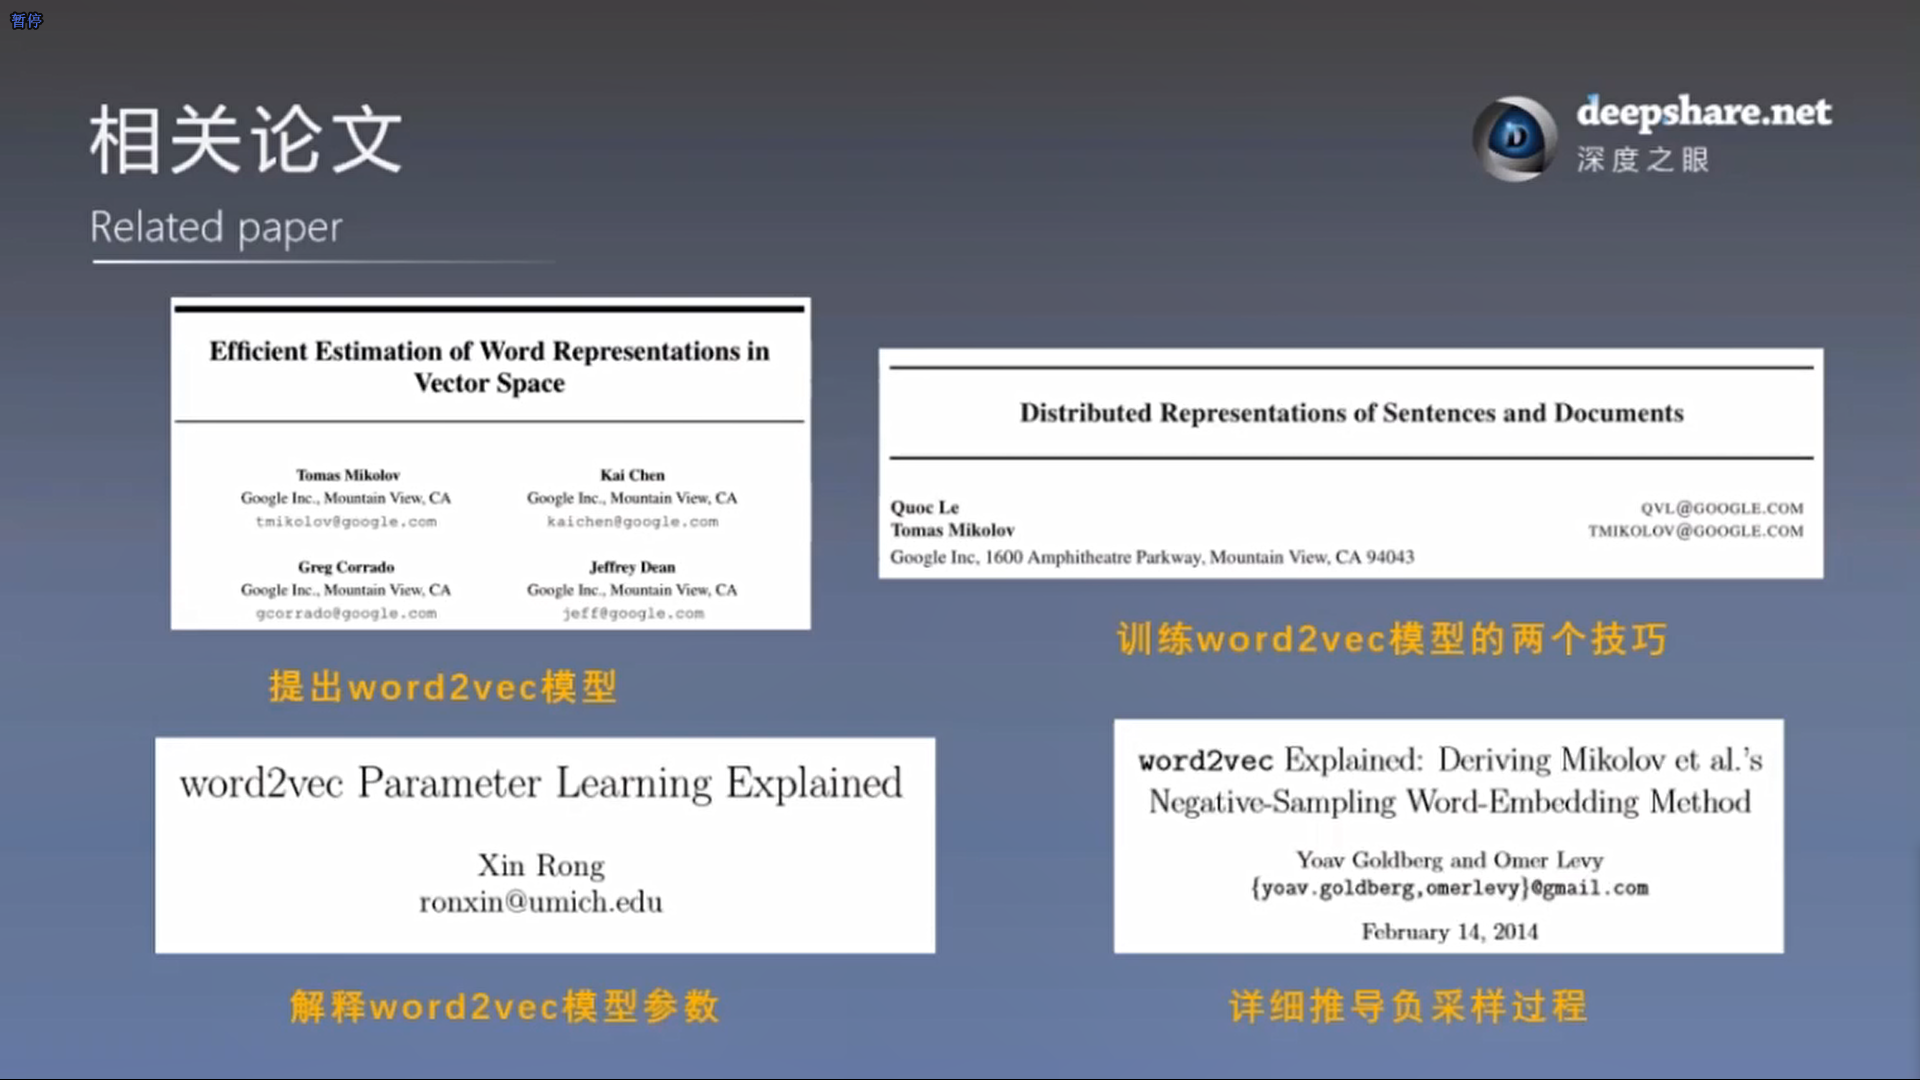 暂停
相关论文
Related paper
deepshare.net
深度之眼
Efficient Estimation of Word Representations in
Vector Space
Tomas Mikolov
Google Inc., Mountain View, CA
tmikolov@google.com
Kai Chen
Google Inc., Mountain View, CA
kaichen@google.com
Greg Corrado
Google Inc., Mountain View, CA
gcorrado@google.com
Jeffrey Dean
Google Inc., Mountain View, CA
jeff@google.com
提出word2vec模型
Distributed Representations of Sentences and Documents
Quoc Le
QVL@GOOGLE.COM
Tomas Mikolov
TMIKOLOV@GOOGLE.COM
Google Inc, 1600 Amphitheatre Parkway, Mountain View, CA 94043
训练word2vec模型的两个技巧
word2vec Parameter Learning Explained
Xin Rong
ronxin@umich.edu
解释word2vec模型参数
word2vec Explained: Deriving Mikolov et al.'s
Negative-Sampling Word-Embedding Method
Yoav Goldberg and Omer Levy
{yoav.goldberg,omerlevy}@gmail.com
February 14, 2014
详细推导负采样过程